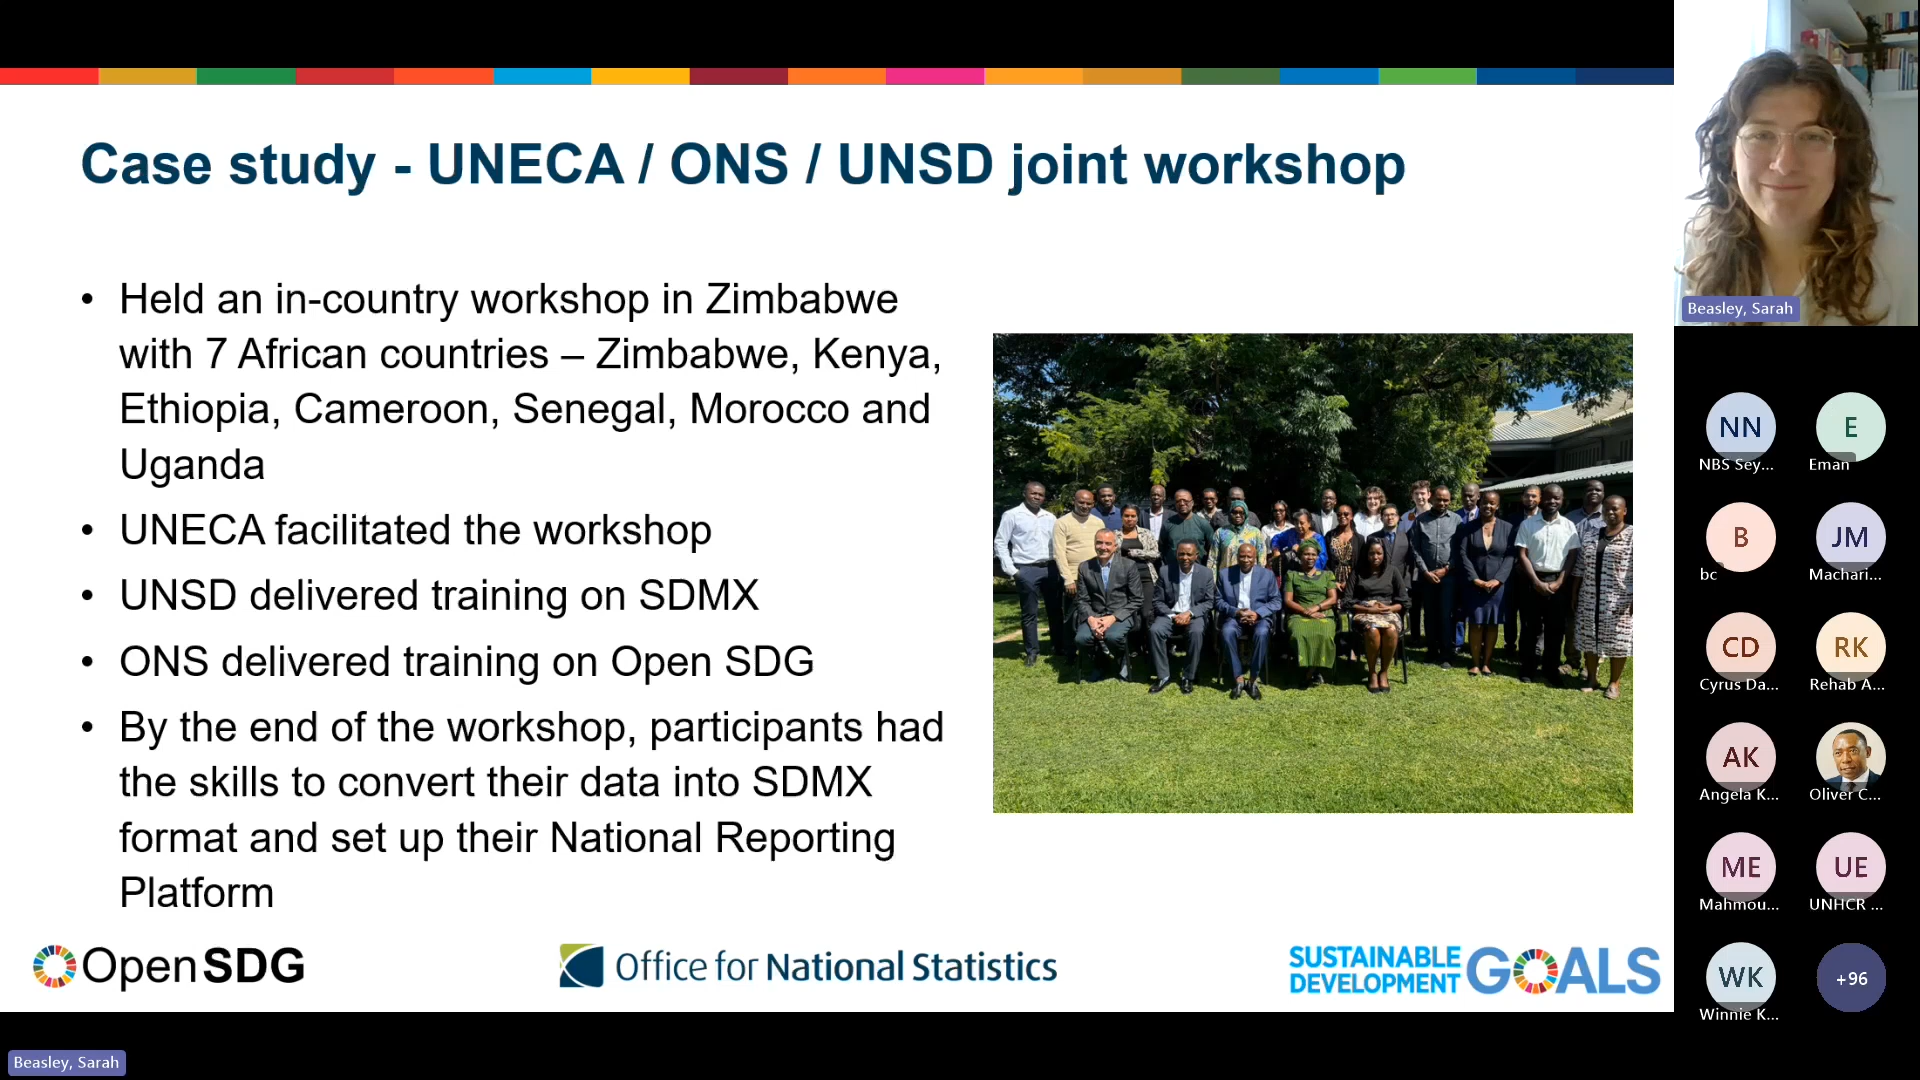 Case study - UNECA / ONS / UNSD joint workshop
• Held an in-country workshop in Zimbabwe
with 7 African countries – Zimbabwe, Kenya,
Ethiopia, Cameroon, Senegal, Morocco and
Uganda
• UNECA facilitated the workshop
• UNSD delivered training on SDMX
• ONS delivered training on Open SDG
• By the end of the workshop, participants had
the skills to convert their data into SDMX
format and set up their National Reporting
Platform
Open SDG
Office for National Statistics
SUSTAINABLE
DEVELOPMENT
GOALS
Beasley, Sarah
Beasley, Sarah
NN
NBS Sey...
E
Eman
B
bc
JM
Machari...
CD
Cyrus Da...
RK
Rehab A...
AK
Angela K...
Oliver C...
ME
Mahmou...
UE
UNHCR ...
WK
Winnie K...
+96